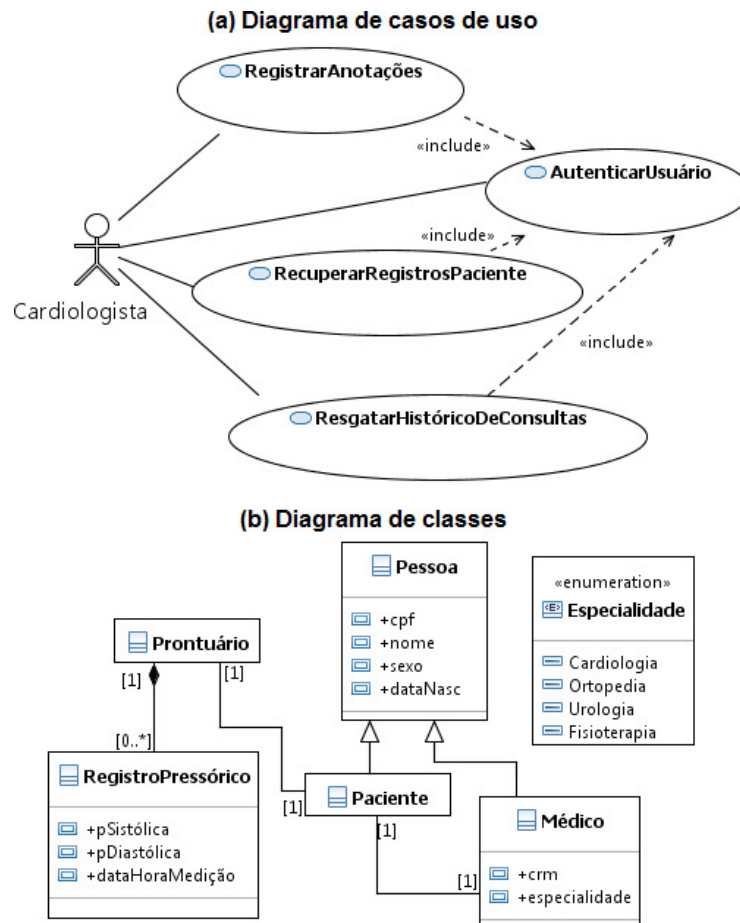 (a) Diagrama de casos de uso
RegistrarAnotações
«include»
AutenticarUsuário
«include»
RecuperarRegistrosPaciente
Cardiologista
«include»
ResgatarHistóricoDeConsultas
(b) Diagrama de classes
Pessoa
+cpf
+nome
+sexo
+dataNasc
«enumeration»
<E> Especialidade
Cardiologia
Ortopedia
Urologia
Fisioterapia
Prontuário
[1]
[1]
[0..*]
RegistroPressórico
+pSistólica
+pDiastólica
+dataHoraMedição
[1]
Paciente
[1]
[1]
Médico
+crm
+especialidade